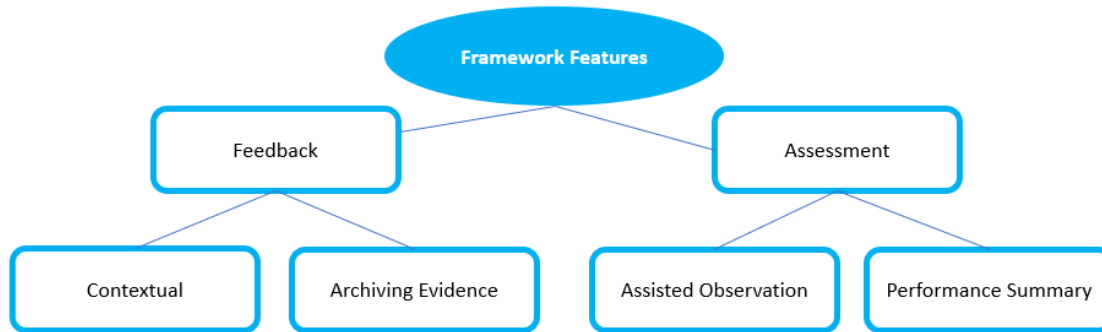 Framework Features
Feedback
Assessment
Contextual
Archiving Evidence
Assisted Observation
Performance Summary